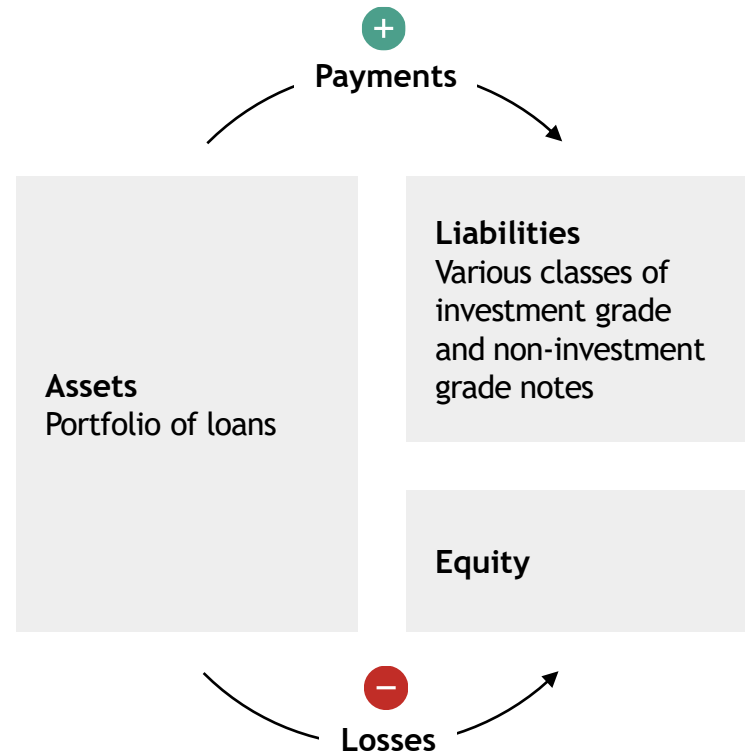 +
Payments
Assets
Portfolio of loans
Liabilities
Various classes of
investment grade
and non-investment
grade notes
Equity
−
Losses